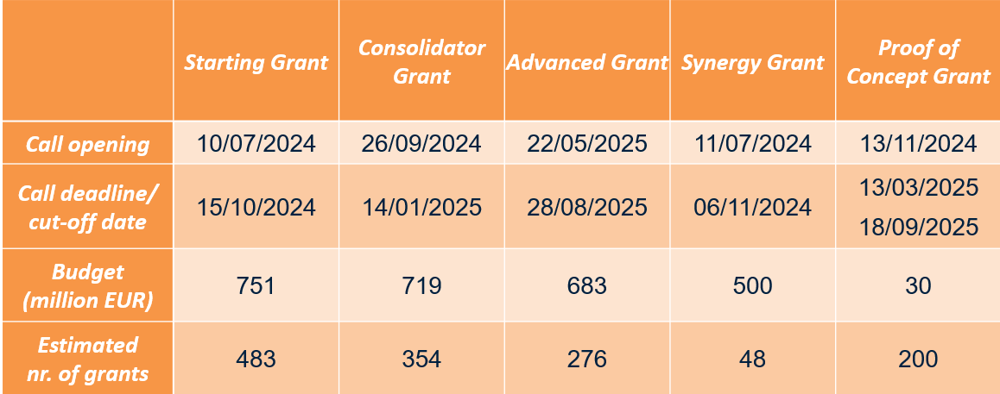 Starting Grant
Consolidator
Grant
Advanced Grant
Synergy Grant
Proof of
Concept Grant
Call opening
10/07/2024
26/09/2024
22/05/2025
11/07/2024
13/11/2024
Call deadline/
cut-off date
15/10/2024
14/01/2025
28/08/2025
06/11/2024
13/03/2025
18/09/2025
Budget
(million EUR)
751
719
683
500
30
Estimated
nr. of grants
483
354
276
48
200